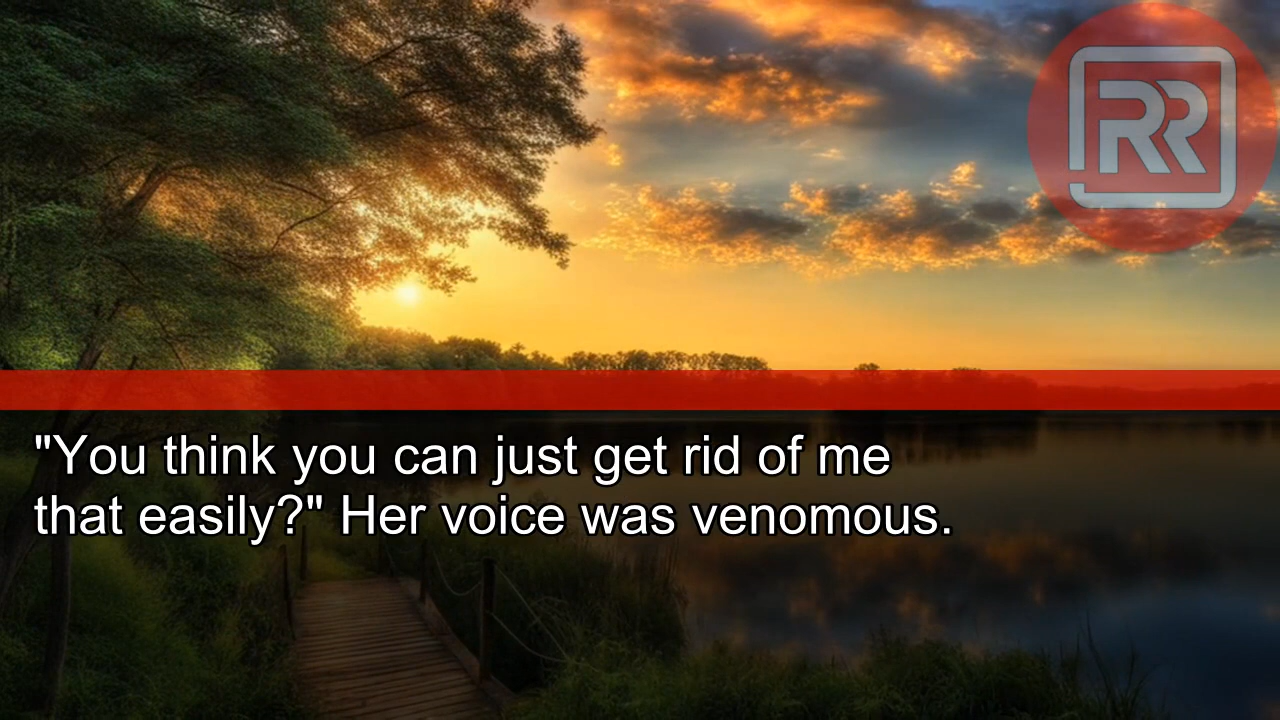 RR
"You think you can just get rid of me
that easily?" Her voice was venomous.